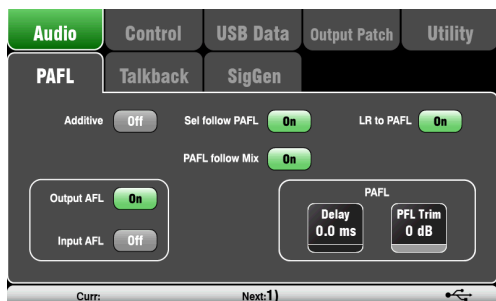 Audio Control USB Data Output Patch Utility
PAFL Talkback SigGen
Additive Off Sel follow PAFL On LR to PAFL On
PAFL follow Mix On
Output AFL On
Input AFL Off
PAFL
Delay 0.0 ms
PFL Trim 0 dB
Curr: Next:1)